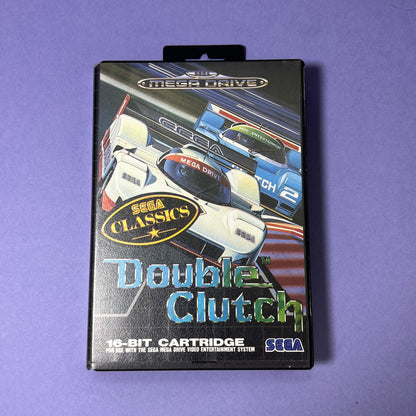 MEGA DRIVE
SEGA
MEGA DRIVE
2
SEGA
CLASSICS
Double
Clutch
TM
16-BIT CARTRIDGE
FOR USE WITH THE SEGA MEGA DRIVE VIDEO ENTERTAINMENT SYSTEM
SEGA